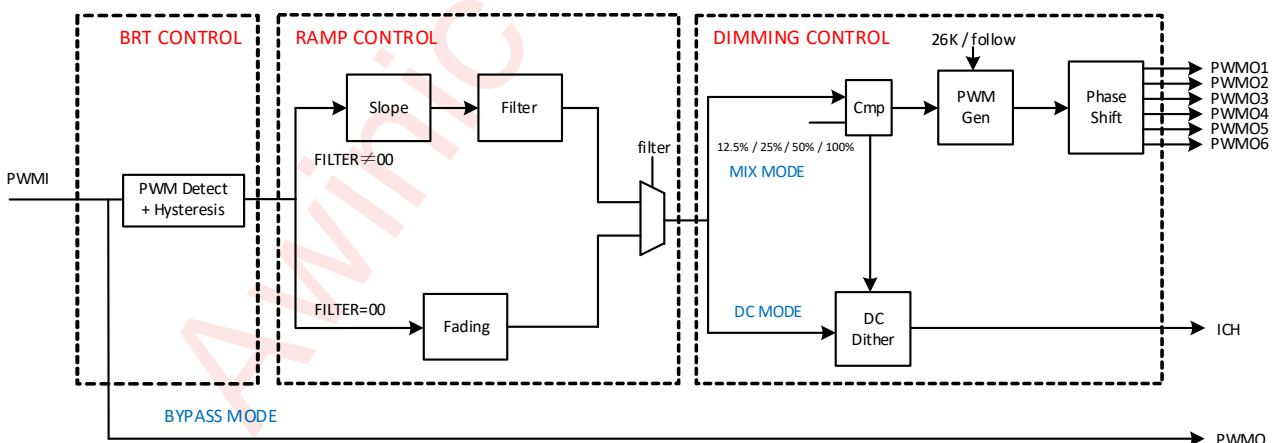 BRT CONTROL
RAMP CONTROL
DIMMING CONTROL
26K / follow
PWMO1
PWMO2
PWMO3
PWMO4
PWMO5
PWMO6
Slope
Filter
Cmp
PWM
Gen
Phase
Shift
FILTER≠00
filter
12.5% / 25% / 50% / 100%
MIX MODE
PWMI
PWM Detect
+ Hysteresis
FILTER=00
Fading
DC MODE
DC
Dither
ICH
BYPASS MODE
PWMO
Awinic